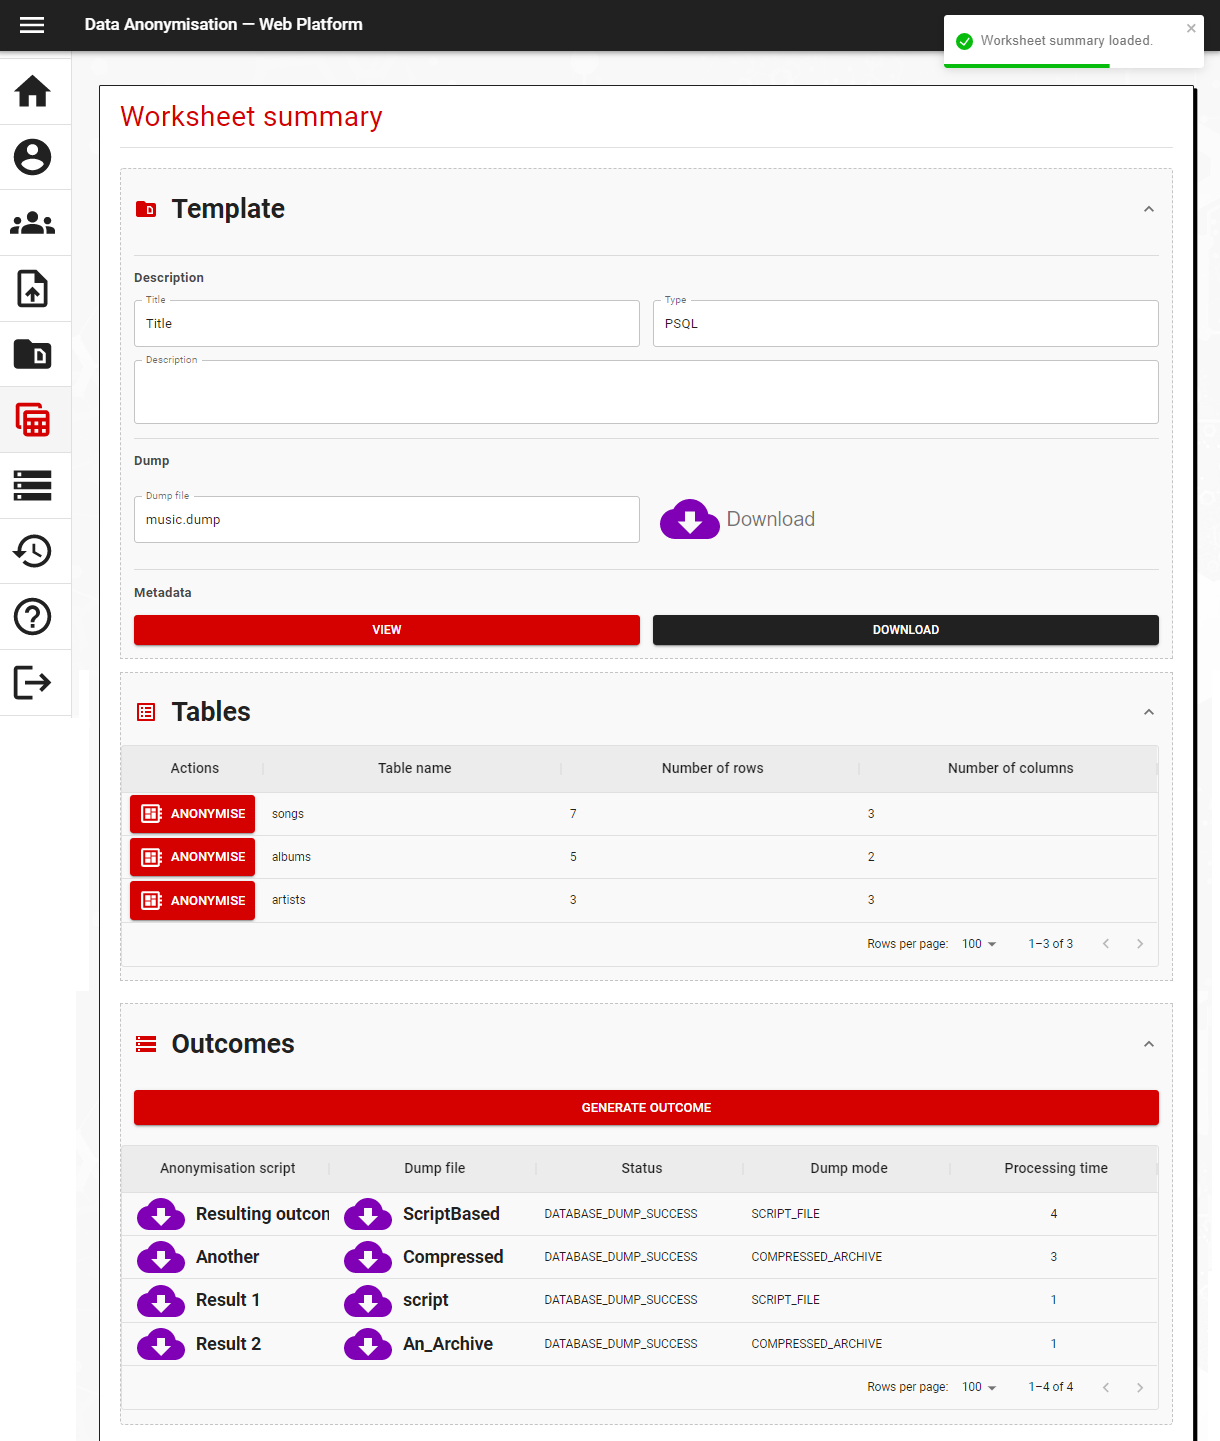 Data Anonymisation — Web Platform
Worksheet summary loaded.
Worksheet summary
Template
Description
Title
Title
Type
PSQL
Description
Dump
Dump file
music.dump
Download
Metadata
VIEW
DOWNLOAD
Tables
Actions Table name Number of rows Number of columns
ANONYMISE songs 7 3
ANONYMISE albums 5 2
ANONYMISE artists 3 3
Rows per page: 100 1–3 of 3
Outcomes
GENERATE OUTCOME
Anonymisation script Dump file Status Dump mode Processing time
Resulting outcon ScriptBased DATABASE_DUMP_SUCCESS SCRIPT_FILE 4
Another Compressed DATABASE_DUMP_SUCCESS COMPRESSED_ARCHIVE 3
Result 1 script DATABASE_DUMP_SUCCESS SCRIPT_FILE 1
Result 2 An_Archive DATABASE_DUMP_SUCCESS COMPRESSED_ARCHIVE 1
Rows per page: 100 1–4 of 4